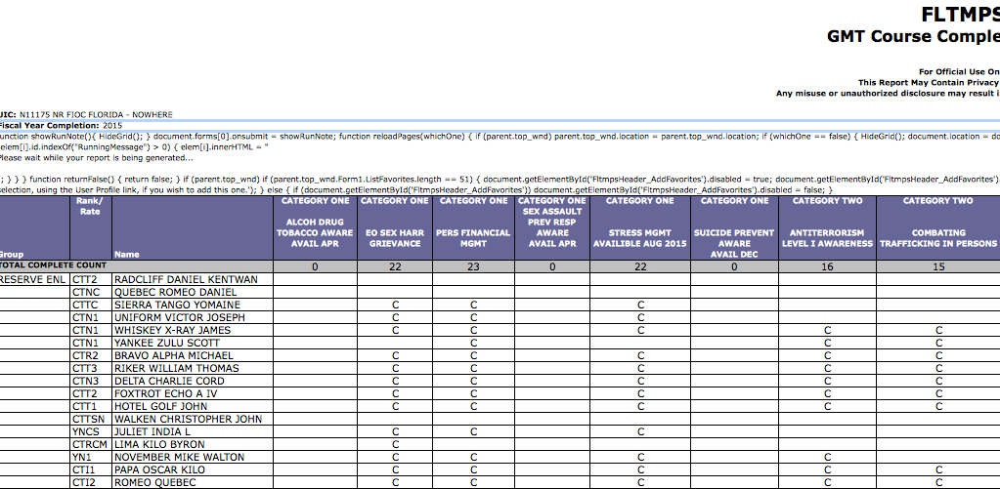 FLTMPS
GMT Course Comple
For Official Use On
This Report May Contain Privacy
Any misuse or unauthorized disclosure may result i
UIC: N11175 NR FIOC FLORIDA - NOWHERE
Fiscal Year Completion: 2015
unction showRunNote(){ HideGrid(); } document.forms[0].onsubmit = showRunNote; function reloadPages(whichOne) { if (parent.top_wnd) parent.top_wnd.location = parent.top_wnd.location; if (whichOne == false) { HideGrid(); document.location = do
elem[i].id.indexOf("RunningMessage") > 0) { elem[i].innerHTML = "
Please wait while your report is being generated...
"; } } } function returnFalse() { return false; } if (parent.top_wnd) if (parent.top_wnd.Form1.ListFavorites.length == 51) { document.getElementById('FltmpsHeader_AddFavorites').disabled = true; document.getElementById('FltmpsHeader_AddFavorites')
selection, using the User Profile link, if you wish to add this one.'); } else { if (document.getElementById('FltmpsHeader_AddFavorites')) document.getElementById('FltmpsHeader_AddFavorites').disabled = false; }
Group Rank/ Rate Name CATEGORY ONE ALCOH DRUG TOBACCO AWARE AVAIL APR CATEGORY ONE EO SEX HARR GRIEVANCE CATEGORY ONE PERS FINANCIAL MGMT CATEGORY ONE SEX ASSAULT PREV RESP AWARE AVAIL APR CATEGORY ONE STRESS MGMT AVAILIBLE AUG 2015 CATEGORY ONE SUICIDE PREVENT AWARE AVAIL DEC CATEGORY TWO ANTITERRORISM LEVEL I AWARENESS CATEGORY TWO COMBATING TRAFFICKING IN PERSONS
TOTAL COMPLETE COUNT 0 22 23 0 22 0 16 15
RESERVE ENL CTT2 RADCLIFF DANIEL KENTWAN
CTNC QUEBEC ROMEO DANIEL
CTTC SIERRA TANGO YOMAINE C C C
CTN1 UNIFORM VICTOR JOSEPH C C C
CTN1 WHISKEY X-RAY JAMES C C C C C
CTN1 YANKEE ZULU SCOTT C C C
CTR2 BRAVO ALPHA MICHAEL C C C C C
CTT3 RIKER WILLIAM THOMAS C C C C C
CTN3 DELTA CHARLIE CORD C C C C C
CTT2 FOXTROT ECHO A IV C C C C C
CTT1 HOTEL GOLF JOHN C C C C C
CTTSN WALKEN CHRISTOPHER JOHN
YNCS JULIET INDIA L C C C
CTRCM LIMA KILO BYRON C
YN1 NOVEMBER MIKE WALTON C C C C
CTI1 PAPA OSCAR KILO C C C C C
CTI2 ROMEO QUEBEC C C C C C